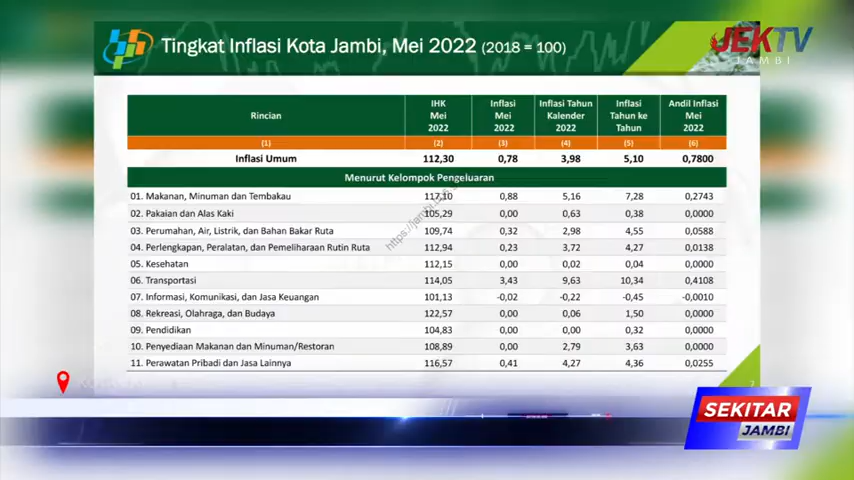 Tingkat Inflasi Kota Jambi, Mei 2022 (2018 = 100)
JEKTV
JAMBI
Rincian IHK Mei 2022 Inflasi Mei 2022 Inflasi Tahun Kalender 2022 Inflasi Tahun ke Tahun Andil Inflasi Mei 2022
(1) (2) (3) (4) (5) (6)
Inflasi Umum 112,30 0,78 3,98 5,10 0,7800
Menurut Kelompok Pengeluaran
01. Makanan, Minuman dan Tembakau 117,10 0,88 5,16 7,28 0,2743
02. Pakaian dan Alas Kaki 105,29 0,00 0,63 0,38 0,0000
03. Perumahan, Air, Listrik, dan Bahan Bakar Ruta 109,74 0,32 2,98 4,55 0,0588
04. Perlengkapan, Peralatan, dan Pemeliharaan Rutin Ruta 112,94 0,23 3,72 4,27 0,0138
05. Kesehatan 112,15 0,00 0,02 0,04 0,0000
06. Transportasi 114,05 3,43 9,63 10,34 0,4108
07. Informasi, Komunikasi, dan Jasa Keuangan 101,13 -0,02 -0,22 -0,45 -0,0010
08. Rekreasi, Olahraga, dan Budaya 122,57 0,00 0,06 1,50 0,0000
09. Pendidikan 104,83 0,00 0,00 0,32 0,0000
10. Penyediaan Makanan dan Minuman/Restoran 108,89 0,00 2,79 3,63 0,0000
11. Perawatan Pribadi dan Jasa Lainnya 116,57 0,41 4,27 4,36 0,0255
7
SEKITAR
JAMBI